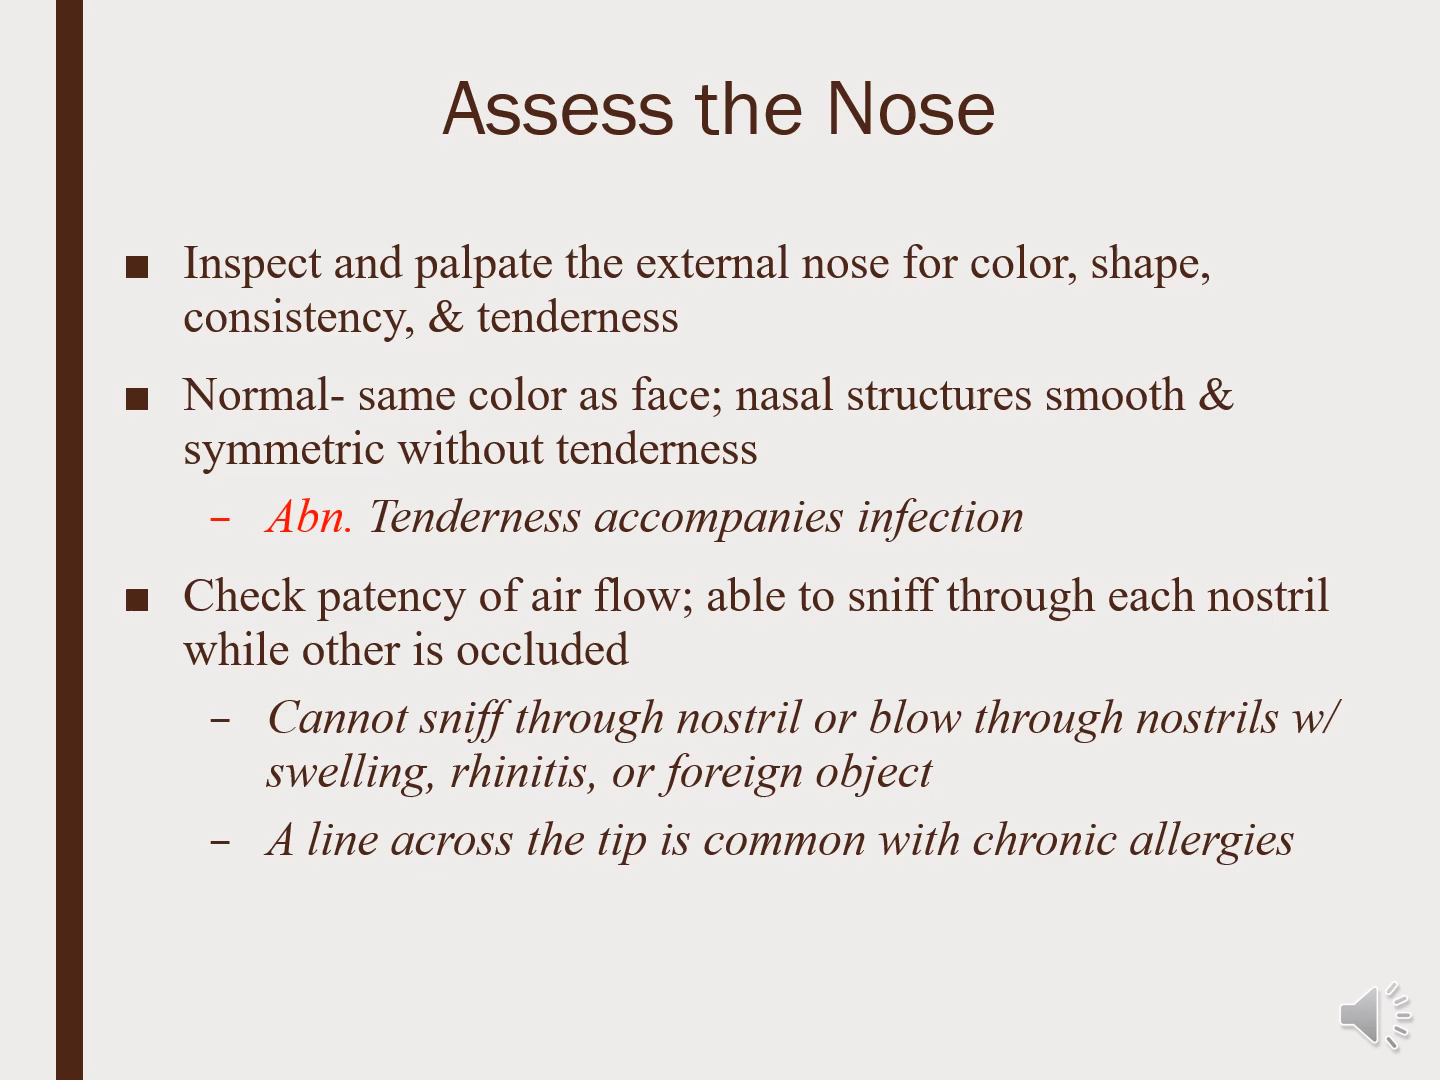 Assess the Nose
■ Inspect and palpate the external nose for color, shape,
consistency, & tenderness
■ Normal- same color as face; nasal structures smooth &
symmetric without tenderness
– Abn. Tenderness accompanies infection
■ Check patency of air flow; able to sniff through each nostril
while other is occluded
– Cannot sniff through nostril or blow through nostrils w/
swelling, rhinitis, or foreign object
– A line across the tip is common with chronic allergies